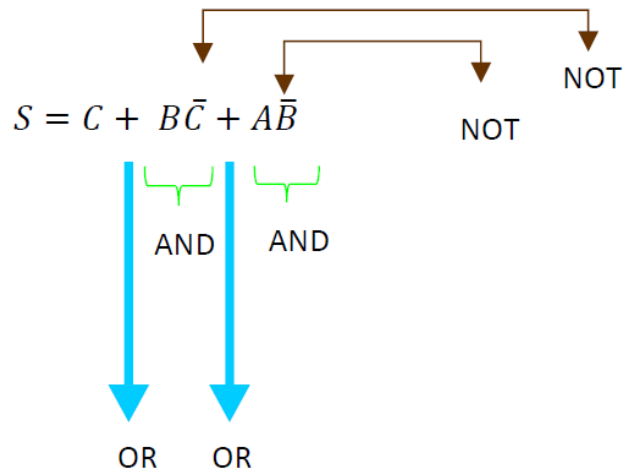 NOT
S = C + BC̄ + AB̄
NOT
AND
AND
OR
OR